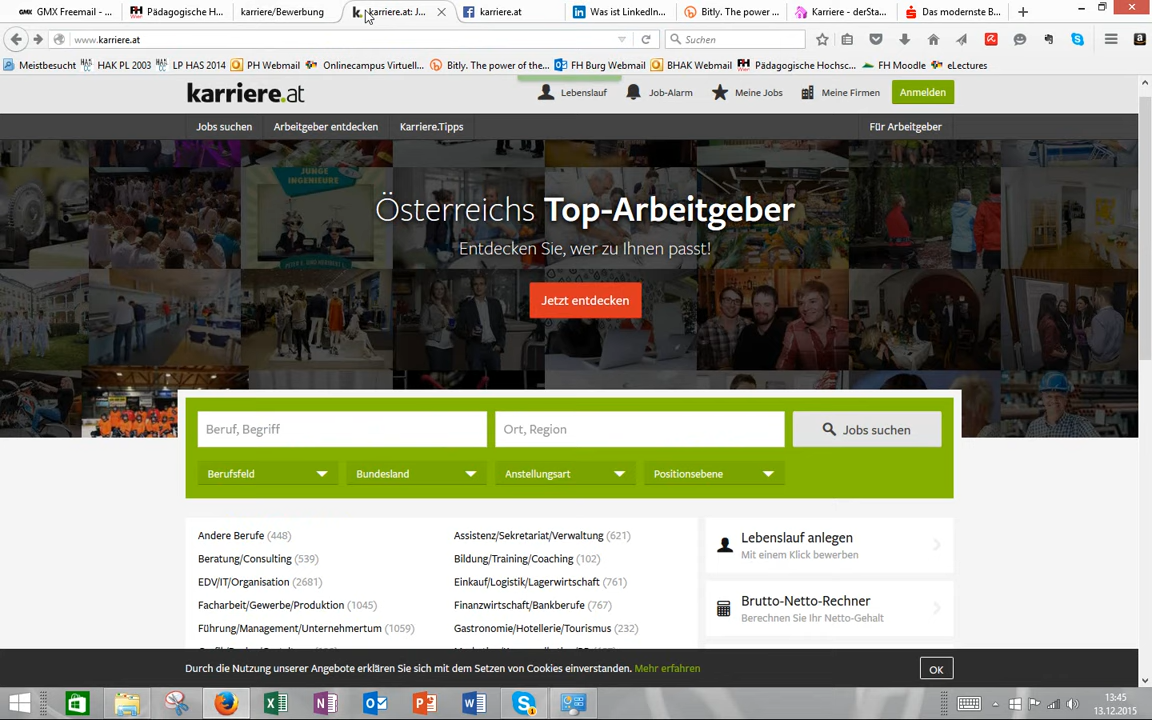 GMX Freemail - ...
Pädagogische H...
karriere/Bewerbung
karriere.at: J...
karriere.at
Was ist LinkedIn...
Bitly. The power ...
Karriere - derSta...
Das modernste B...
www.karriere.at
Suchen
Meistbesucht
HAK PL 2003
LP HAS 2014
PH Webmail
Onlinecampus Virtuell...
Bitly. The power of the...
FH Burg Webmail
BHAK Webmail
Pädagogische Hochsc...
FH Moodle
eLectures
karriere.at
Lebenslauf
Job-Alarm
Meine Jobs
Meine Firmen
Anmelden
Jobs suchen
Arbeitgeber entdecken
Karriere.Tipps
Für Arbeitgeber
JUNGE
INGENIEURE
Österreichs Top-Arbeitgeber
Entdecken Sie, wer zu Ihnen passt!
Jetzt entdecken
Beruf, Begriff
Ort, Region
Jobs suchen
Berufsfeld
Bundesland
Anstellungsart
Positionsebene
Andere Berufe (448)
Assistenz/Sekretariat/Verwaltung (621)
Beratung/Consulting (539)
Bildung/Training/Coaching (102)
EDV/IT/Organisation (2681)
Einkauf/Logistik/Lagerwirtschaft (761)
Facharbeit/Gewerbe/Produktion (1045)
Finanzwirtschaft/Bankberufe (767)
Führung/Management/Unternehmertum (1059)
Gastronomie/Hotellerie/Tourismus (232)
Lebenslauf anlegen
Mit einem Klick bewerben
Brutto-Netto-Rechner
Berechnen Sie Ihr Netto-Gehalt
Durch die Nutzung unserer Angebote erklären Sie sich mit dem Setzen von Cookies einverstanden. Mehr erfahren
OK
13:45
13.12.2015